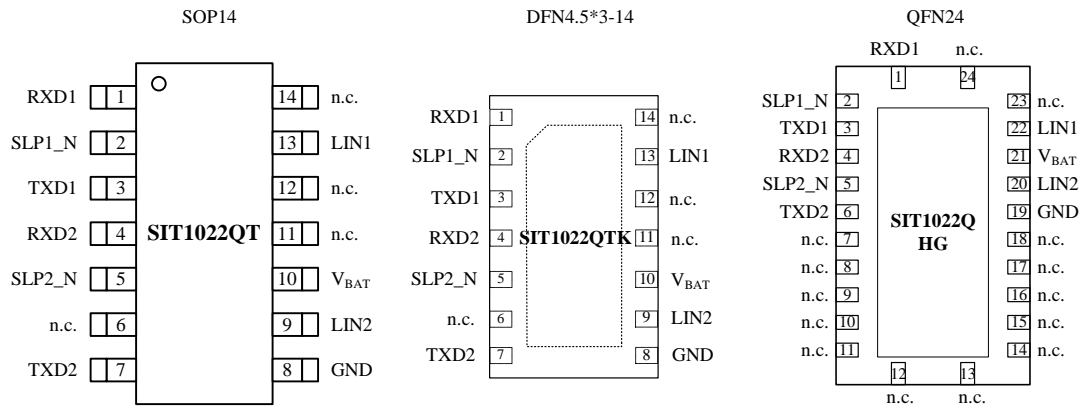 SOP14
RXD1 1 14 n.c.
SLP1_N 2 13 LIN1
TXD1 3 12 n.c.
RXD2 4 11 n.c.
SIT1022QT
SLP2_N 5 10 VBAT
n.c. 6 9 LIN2
TXD2 7 8 GND
DFN4.5*3-14
RXD1 1 14 n.c.
SLP1_N 2 13 LIN1
TXD1 3 12 n.c.
RXD2 4 SIT1022QTK 11 n.c.
SLP2_N 5 10 VBAT
n.c. 6 9 LIN2
TXD2 7 8 GND
QFN24
RXD1 n.c.
1 24
SLP1_N 2 23 n.c.
TXD1 3 22 LIN1
RXD2 4 21 VBAT
SLP2_N 5 20 LIN2
TXD2 6 19 GND
SIT1022Q
HG
n.c. 7 18 n.c.
n.c. 8 17 n.c.
n.c. 9 16 n.c.
n.c. 10 15 n.c.
n.c. 11 14 n.c.
12 13
n.c. n.c.